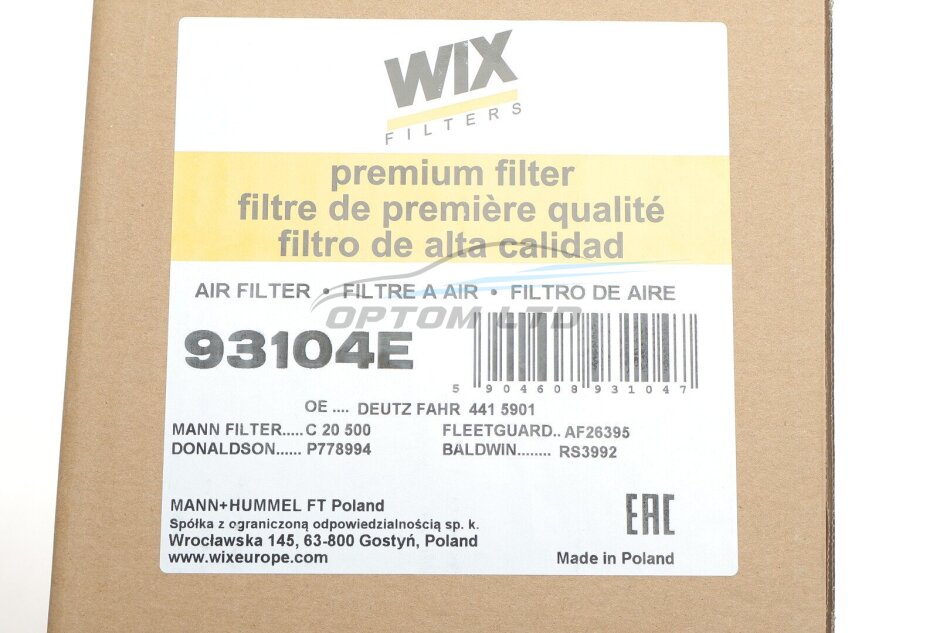 WIX
FILTERS
premium filter
filtre de première qualité
filtro de alta calidad
AIR FILTER • FILTRE A AIR • FILTRO DE AIRE
OPTOM LTD
93104E
5 904608 931047
OE .... DEUTZ FAHR 441 5901
MANN FILTER.....C 20 500
FLEETGUARD.. AF26395
DONALDSON...... P778994
BALDWIN........ RS3992
MANN+HUMMEL FT Poland
Spółka z ograniczoną odpowiedzialnością sp. k.
Wrocławska 145, 63-800 Gostyń, Poland
www.wixeurope.com
EAC
Made in Poland